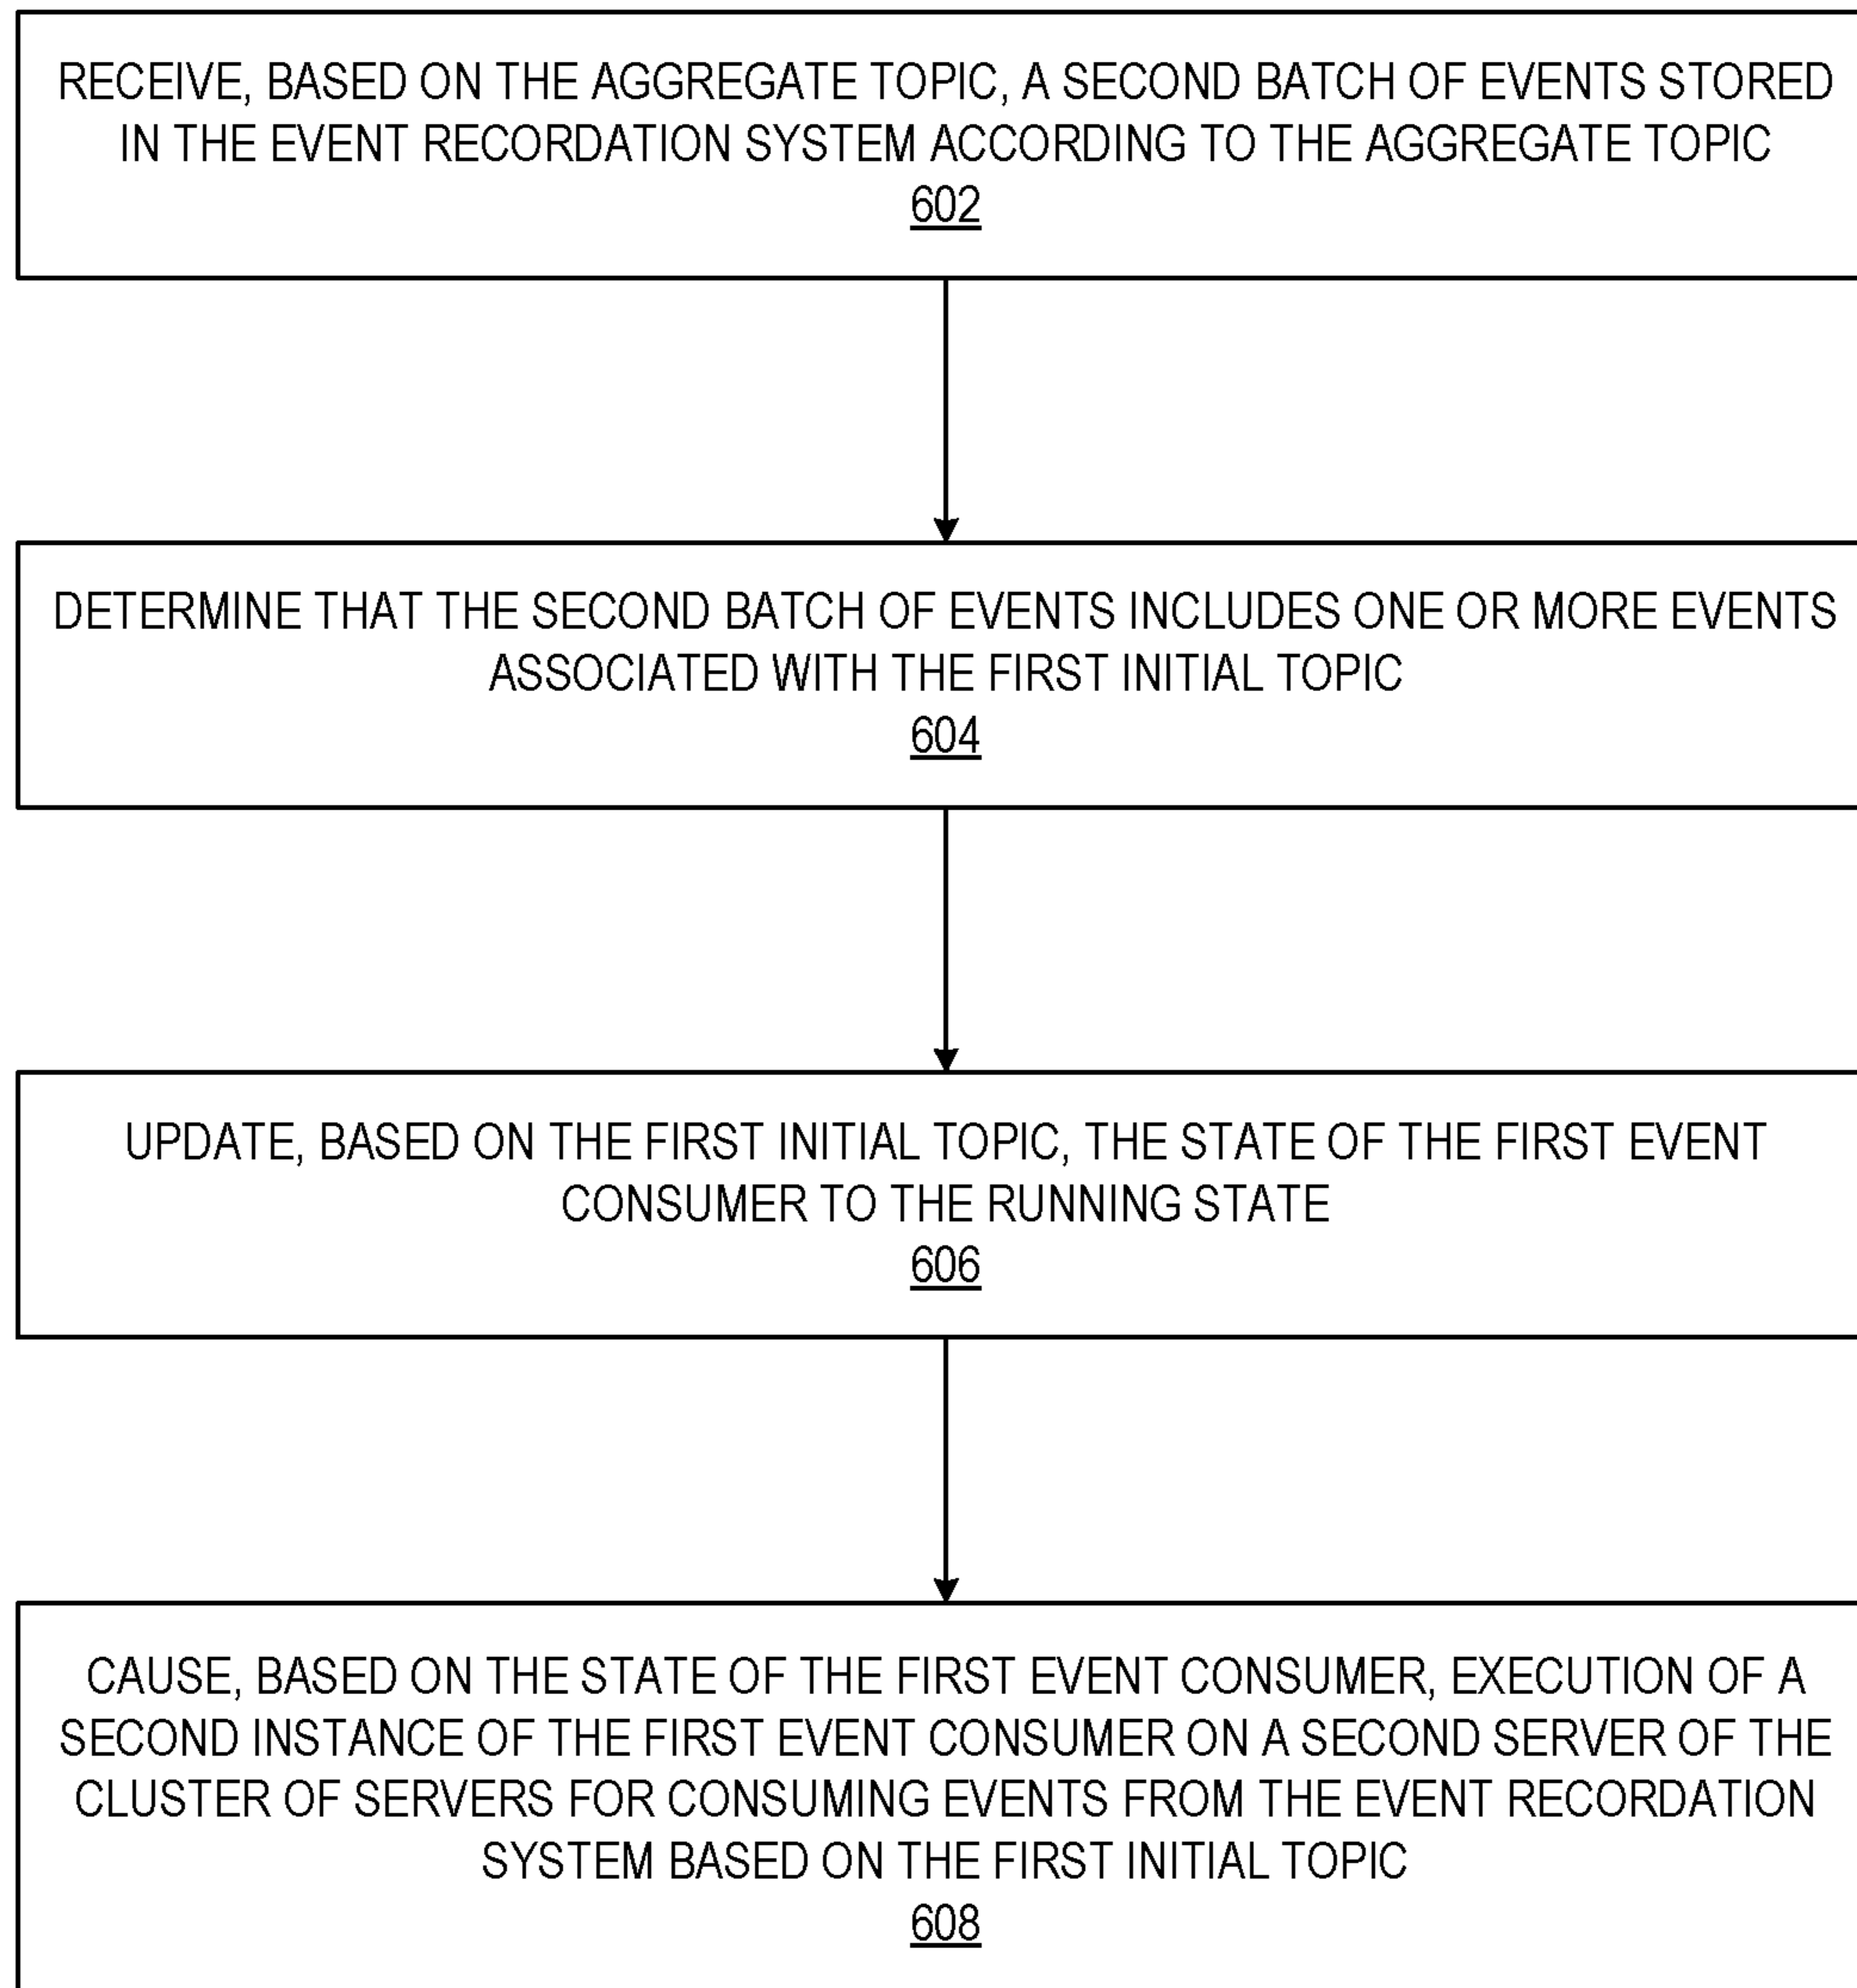 RECEIVE, BASED ON THE AGGREGATE TOPIC, A SECOND BATCH OF EVENTS STORED
IN THE EVENT RECORDATION SYSTEM ACCORDING TO THE AGGREGATE TOPIC
602
DETERMINE THAT THE SECOND BATCH OF EVENTS INCLUDES ONE OR MORE EVENTS
ASSOCIATED WITH THE FIRST INITIAL TOPIC
604
UPDATE, BASED ON THE FIRST INITIAL TOPIC, THE STATE OF THE FIRST EVENT
CONSUMER TO THE RUNNING STATE
606
CAUSE, BASED ON THE STATE OF THE FIRST EVENT CONSUMER, EXECUTION OF A
SECOND INSTANCE OF THE FIRST EVENT CONSUMER ON A SECOND SERVER OF THE
CLUSTER OF SERVERS FOR CONSUMING EVENTS FROM THE EVENT RECORDATION
SYSTEM BASED ON THE FIRST INITIAL TOPIC
608